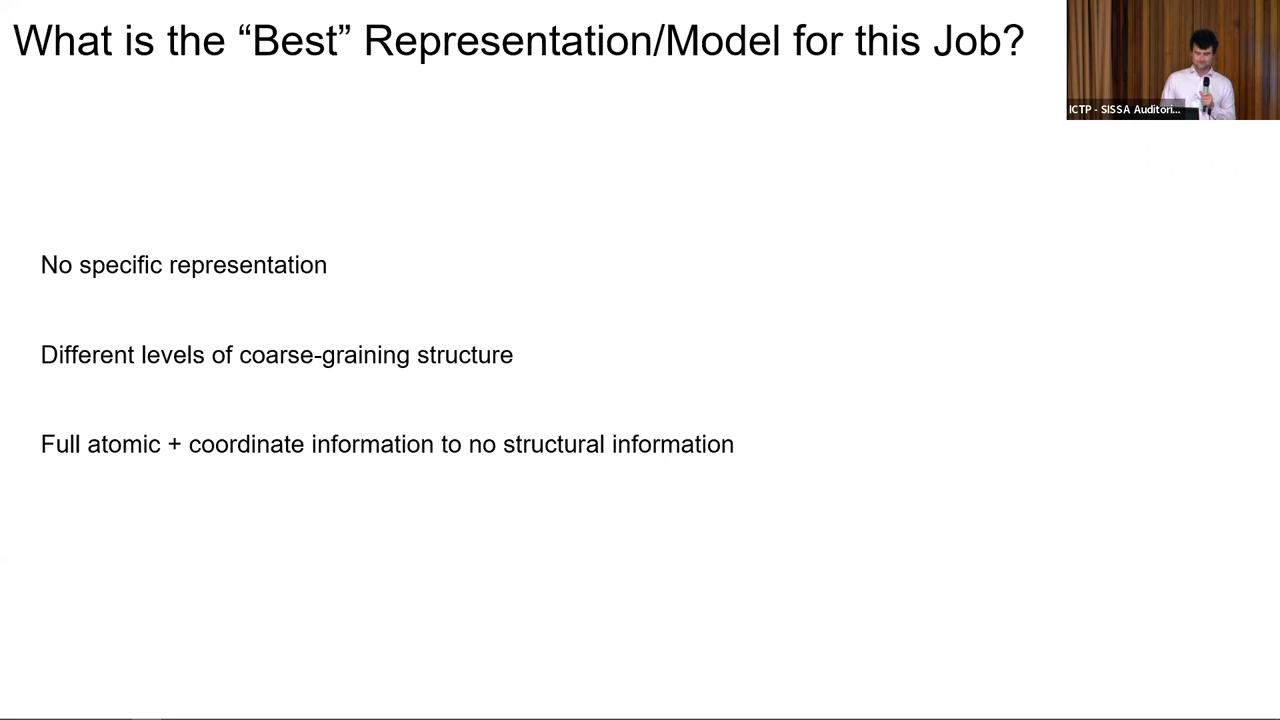 What is the “Best” Representation/Model for this Job?
ICTP - SISSA Auditori...
No specific representation
Different levels of coarse-graining structure
Full atomic + coordinate information to no structural information